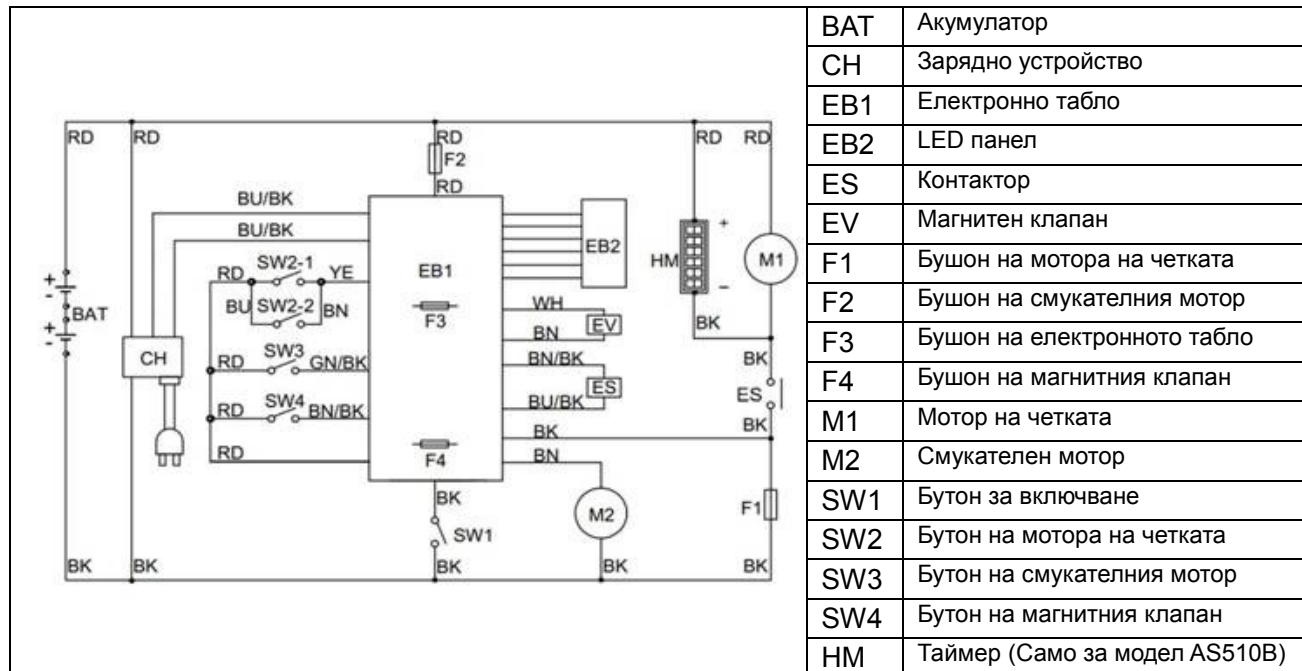 RD RD RD RD RD
F2
RD
BU/BK
BU/BK
EB2
SW2-1
RD YE EB1 HM + M1
BU SW2-2 BN
+
-
BAT
+
-
F3
WH
EV
BN
BK
–
CH
SW3
RD GN/BK
BN/BK
ES
BK
ES
SW4
RD BN/BK
BU/BK
BK
BK
RD
F4
BN
BK
SW1
M2
F1
BK BK BK BK BK
BAT Акумулатор
CH Зарядно устройство
EB1 Електронно табло
EB2 LED панел
ES Контактор
EV Магнитен клапан
F1 Бушон на мотора на четката
F2 Бушон на смукателния мотор
F3 Бушон на електронното табло
F4 Бушон на магнитния клапан
M1 Мотор на четката
M2 Смукателен мотор
SW1 Бутон за включване
SW2 Бутон на мотора на четката
SW3 Бутон на смукателния мотор
SW4 Бутон на магнитния клапан
HM Таймер (Само за модел AS510B)